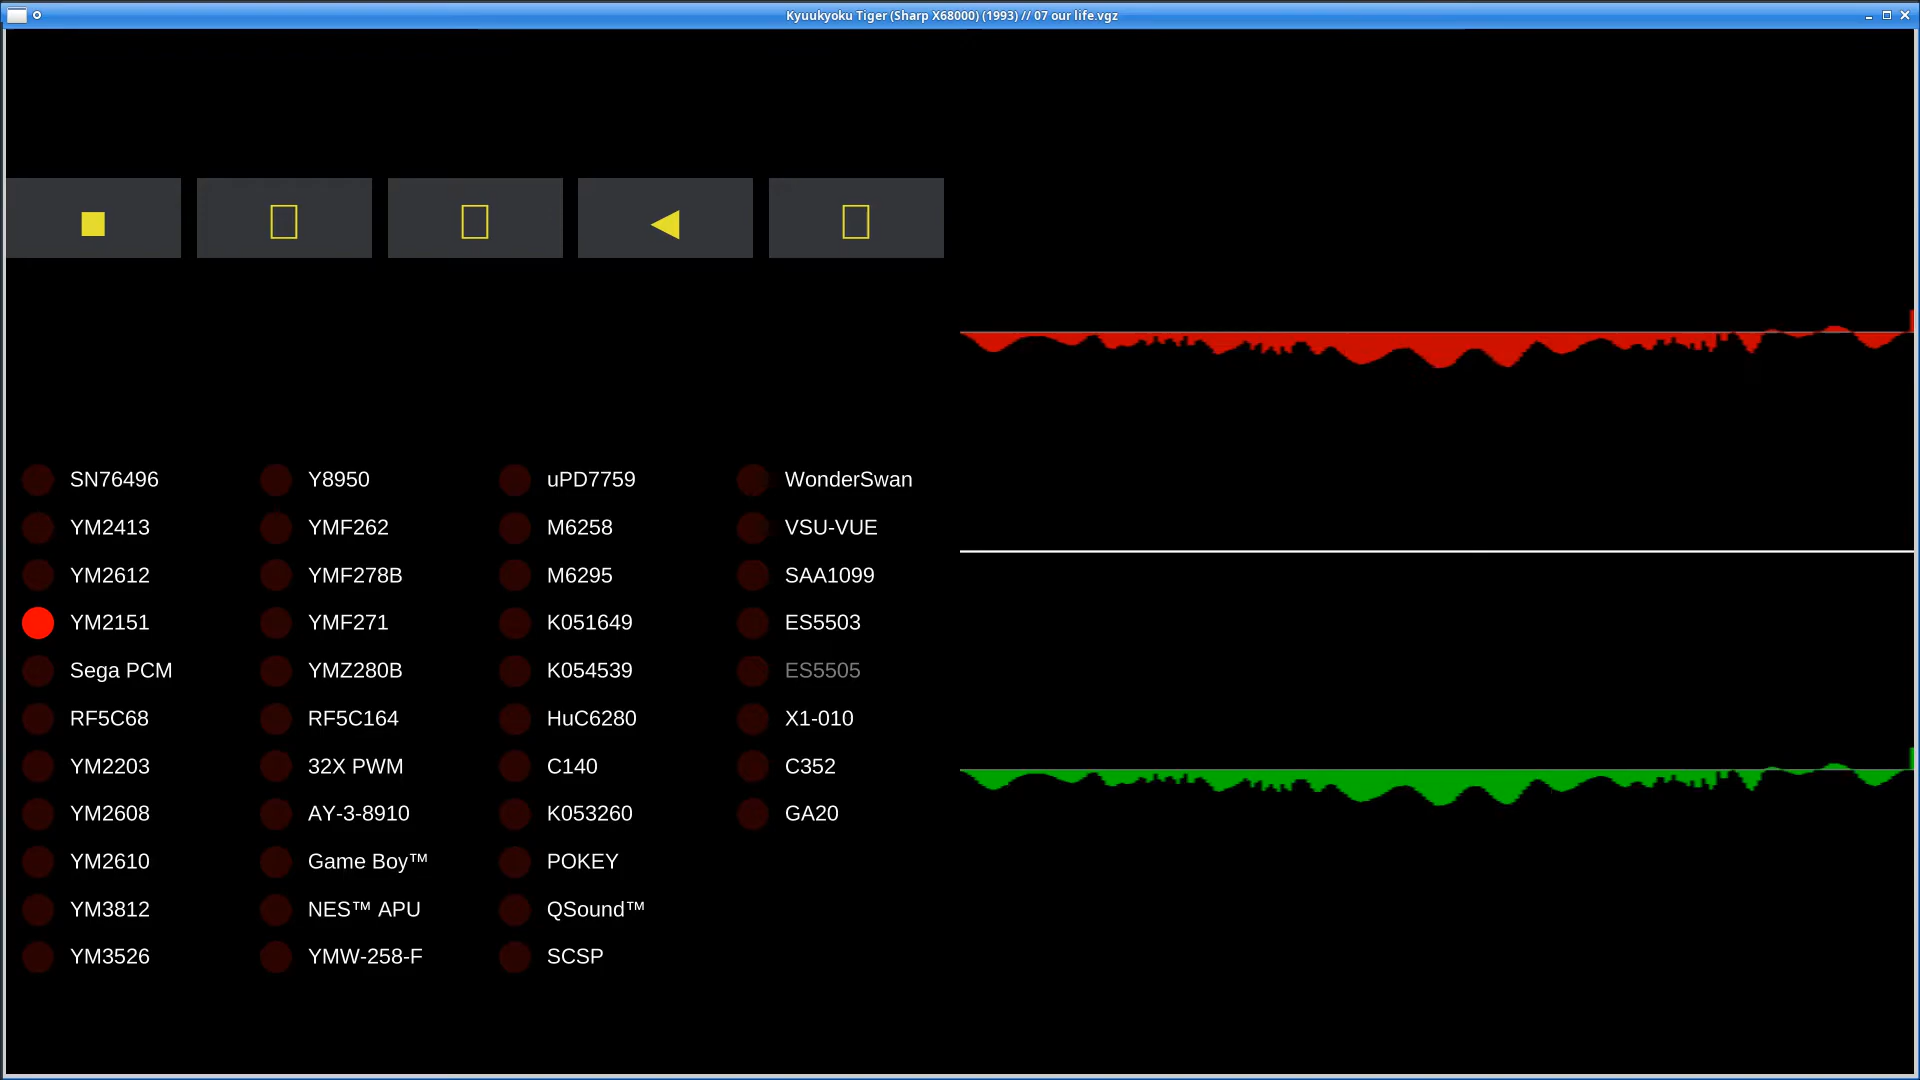 Kyuukyoku Tiger (Sharp X68000) (1993) // 07 our life.vgz
SN76496
YM2413
YM2612
YM2151
Sega PCM
RF5C68
YM2203
YM2608
YM2610
YM3812
YM3526
Y8950
YMF262
YMF278B
YMF271
YMZ280B
RF5C164
32X PWM
AY-3-8910
Game Boy™
NES™ APU
YMW-258-F
uPD7759
M6258
M6295
K051649
K054539
HuC6280
C140
K053260
POKEY
QSound™
SCSP
WonderSwan
VSU-VUE
SAA1099
ES5503
ES5505
X1-010
C352
GA20